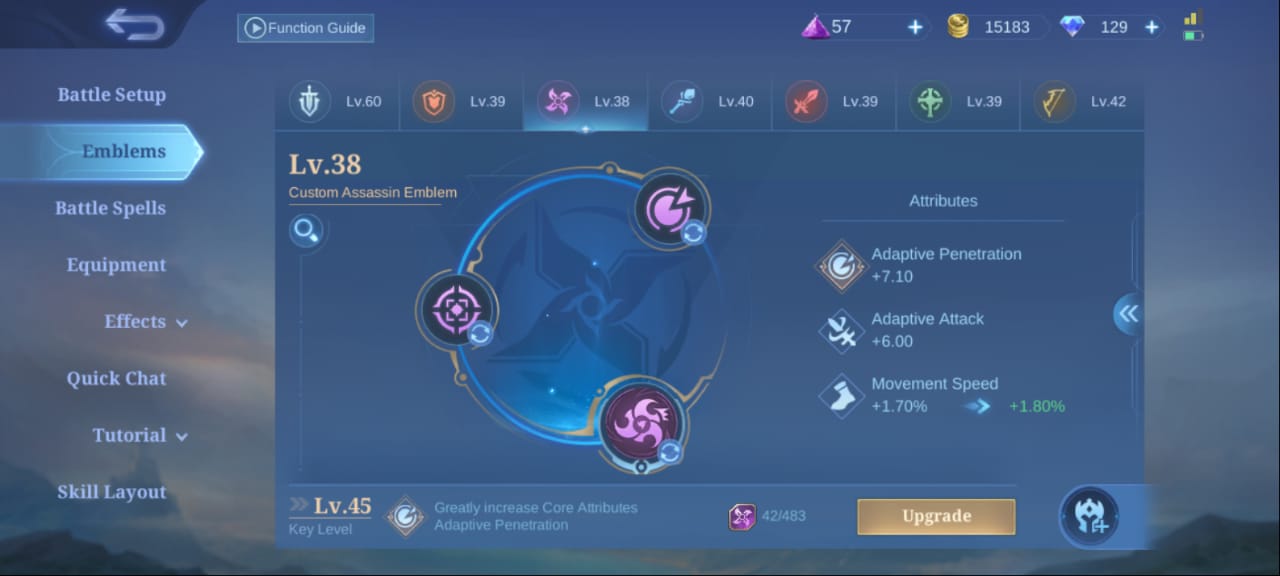 Function Guide
57
15183
129
Battle Setup
Emblems
Battle Spells
Equipment
Effects
Quick Chat
Tutorial
Skill Layout
Lv.60
Lv.39
Lv.38
Lv.40
Lv.39
Lv.39
Lv.42
Lv.38
Custom Assassin Emblem
Attributes
Adaptive Penetration
+7.10
Adaptive Attack
+6.00
Movement Speed
+1.70% +1.80%
Lv.45
Key Level
Greatly increase Core Attributes
Adaptive Penetration
42/483
Upgrade